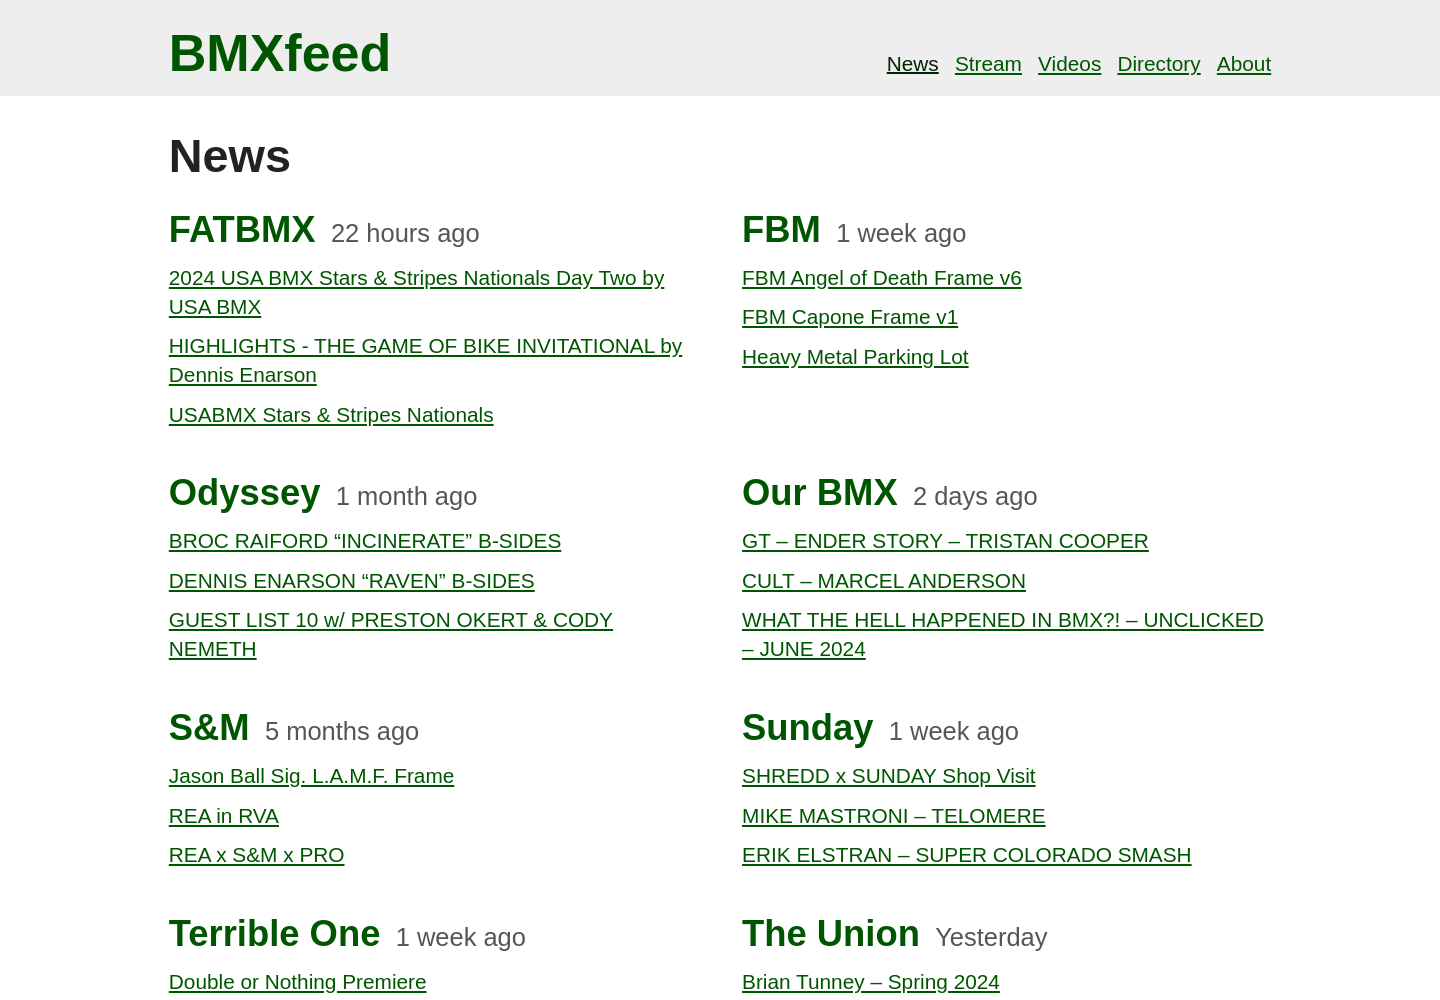 BMXfeed
News Stream Videos Directory About
News
FATBMX 22 hours ago
2024 USA BMX Stars & Stripes Nationals Day Two by
USA BMX
HIGHLIGHTS - THE GAME OF BIKE INVITATIONAL by
Dennis Enarson
USABMX Stars & Stripes Nationals
FBM 1 week ago
FBM Angel of Death Frame v6
FBM Capone Frame v1
Heavy Metal Parking Lot
Odyssey 1 month ago
BROC RAIFORD “INCINERATE” B-SIDES
DENNIS ENARSON “RAVEN” B-SIDES
GUEST LIST 10 w/ PRESTON OKERT & CODY
NEMETH
Our BMX 2 days ago
GT – ENDER STORY – TRISTAN COOPER
CULT – MARCEL ANDERSON
WHAT THE HELL HAPPENED IN BMX?! – UNCLICKED
– JUNE 2024
S&M 5 months ago
Jason Ball Sig. L.A.M.F. Frame
REA in RVA
REA x S&M x PRO
Sunday 1 week ago
SHREDD x SUNDAY Shop Visit
MIKE MASTRONI – TELOMERE
ERIK ELSTRAN – SUPER COLORADO SMASH
Terrible One 1 week ago
Double or Nothing Premiere
The Union Yesterday
Brian Tunney – Spring 2024